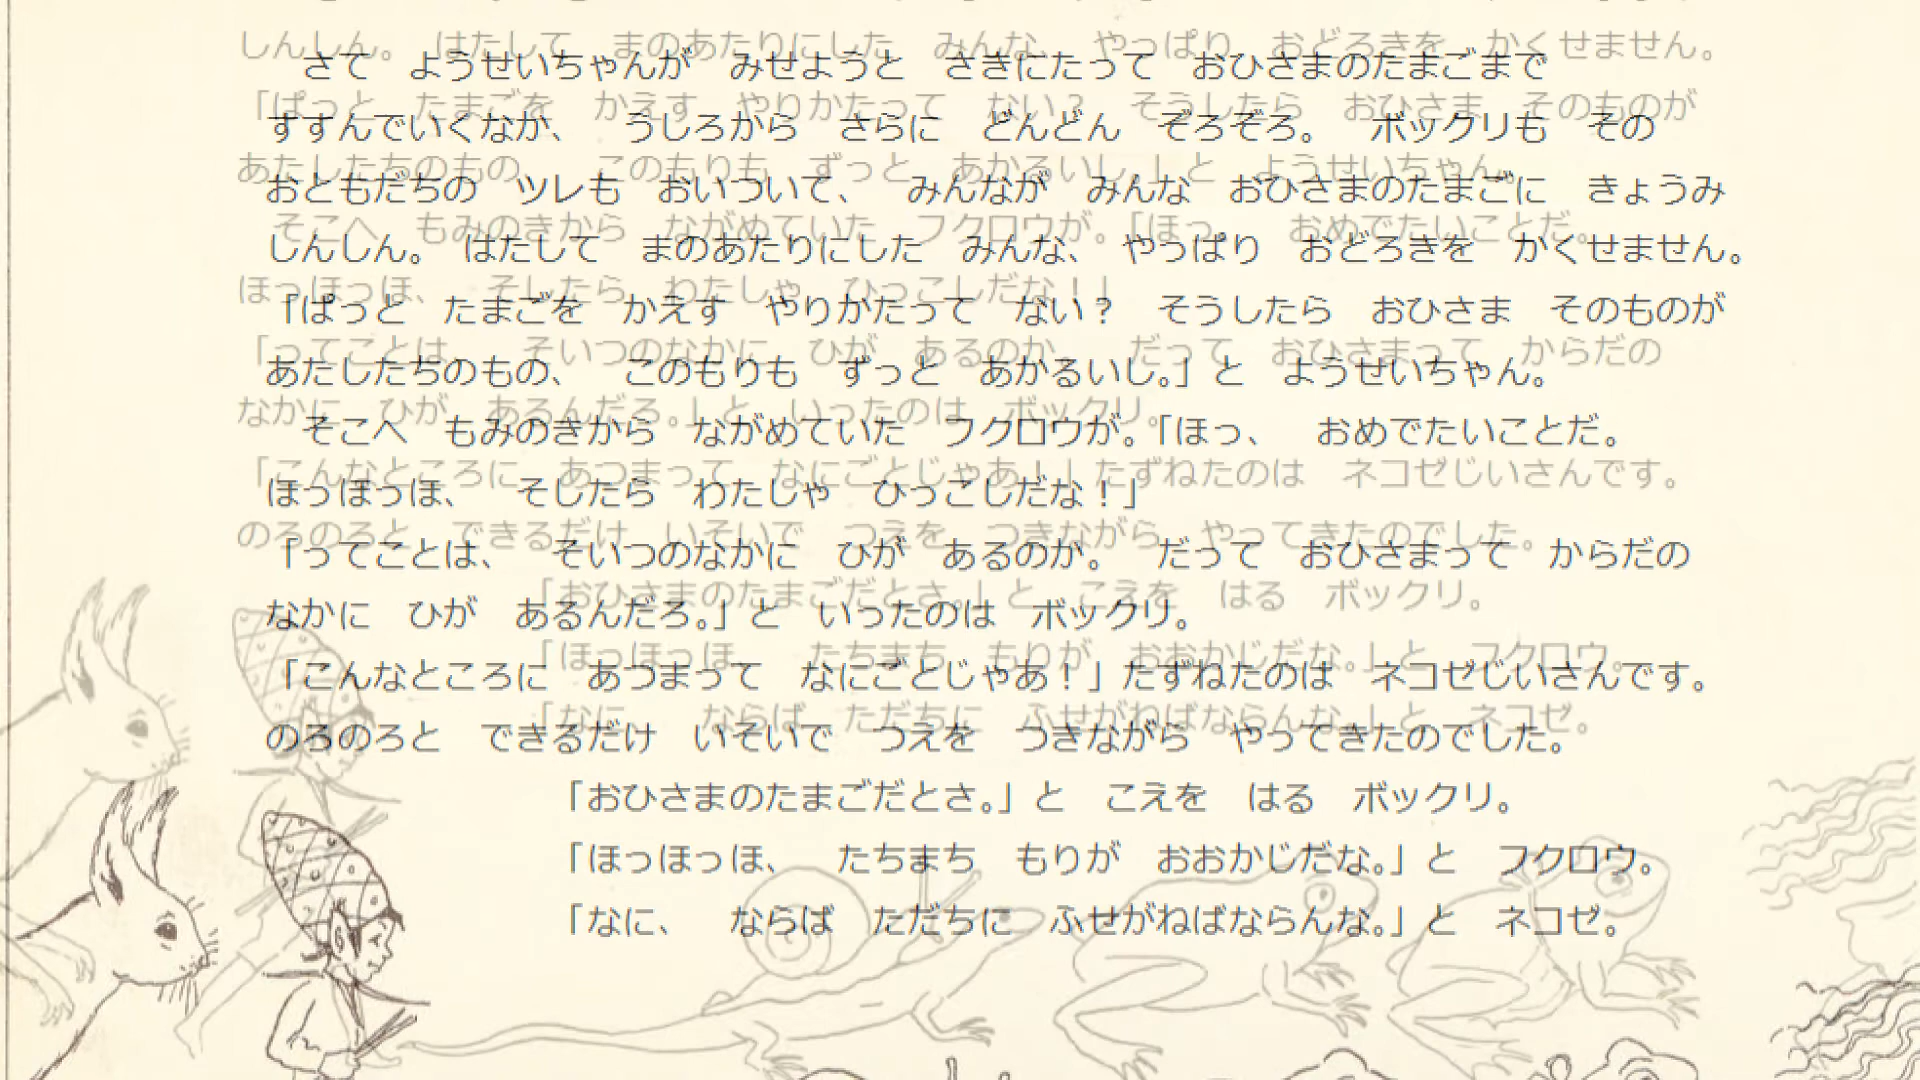 さて　ようせいちゃんが　みせようと　さきにたって　おひさまのたまごまで
すすんでいくなか、　うしろから　さらに　どんどん　ぞろぞろ。　ボックリも　その
おともだちの　ツレも　おいついて、　みんなが　みんな　おひさまのたまごに　きょうみ
しんしん。　はたして　まのあたりにした　みんな、　やっぱり　おどろきを　かくせません。
「ぱっと　たまごを　かえす　やりかたって　ない？　そうしたら　おひさま　そのものが
あたしたちのもの、　このもりも　ずっと　あかるいし。」と　ようせいちゃん。
そこへ　もみのきから　ながめていた　フクロウが。「ほっ、　おめでたいことだ。
ほっほっほ、　そしたら　わたしゃ　ひっこしだな！」
「ってことは、　そいつのなかに　ひが　あるのか。　だって　おひさまって　からだの
なかに　ひが　あるんだろ。」と　いったのは　ボックリ。
「こんなところに　あつまって　なにごとじゃあ！」たずねたのは　ネコゼじいさんです。
のろのろと　できるだけ　いそいで　つえを　つきながら　やってきたのでした。
「おひさまのたまごだとさ。」と　こえを　はる　ボックリ。
「ほっほっほ、　たちまち　もりが　おおかじだな。」と　フクロウ。
「なに、　ならば　ただちに　ふせがねばならんな。」と　ネコゼ。